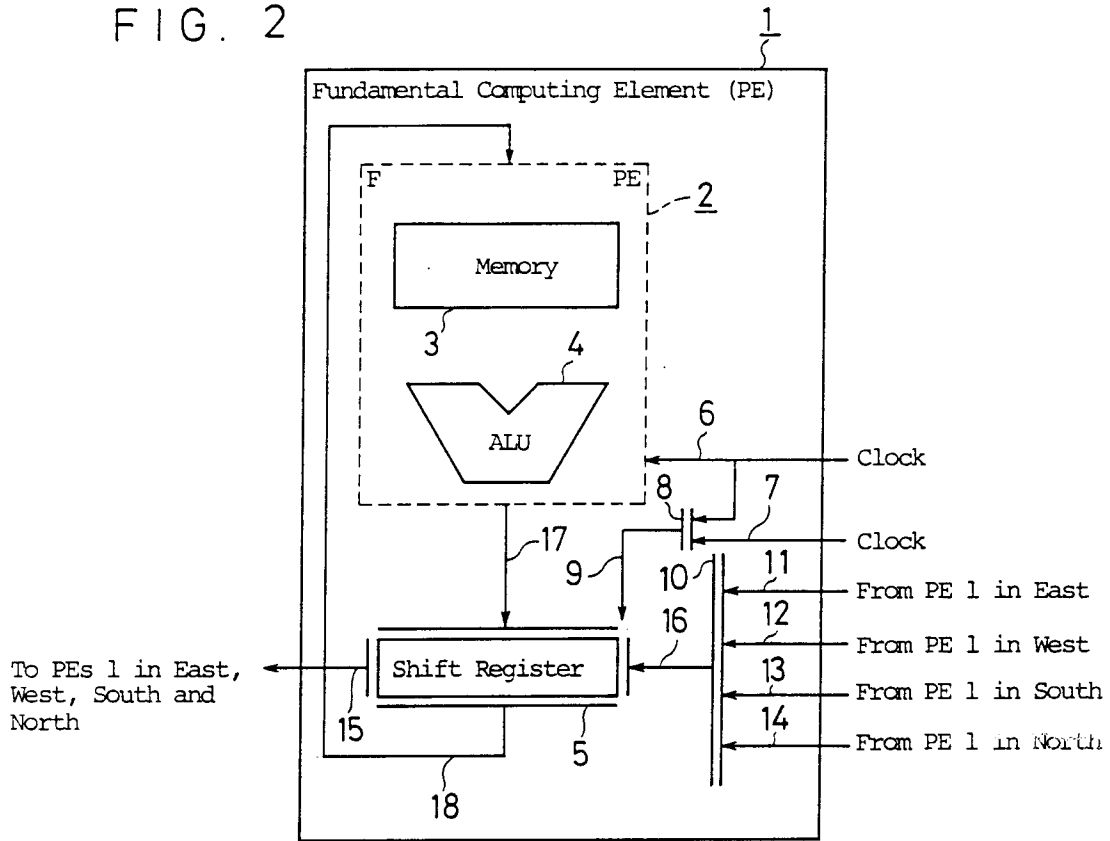 FIG. 2
1
Fundamental Computing Element (PE)
F PE
2
Memory
3
4
ALU
6
Clock
8
7
Clock
17
9
10
11
From PE 1 in East
12
From PE 1 in West
16
13
From PE 1 in South
14
From PE 1 in North
Shift Register
To PEs 1 in East,
West, South and
North
15
5
18